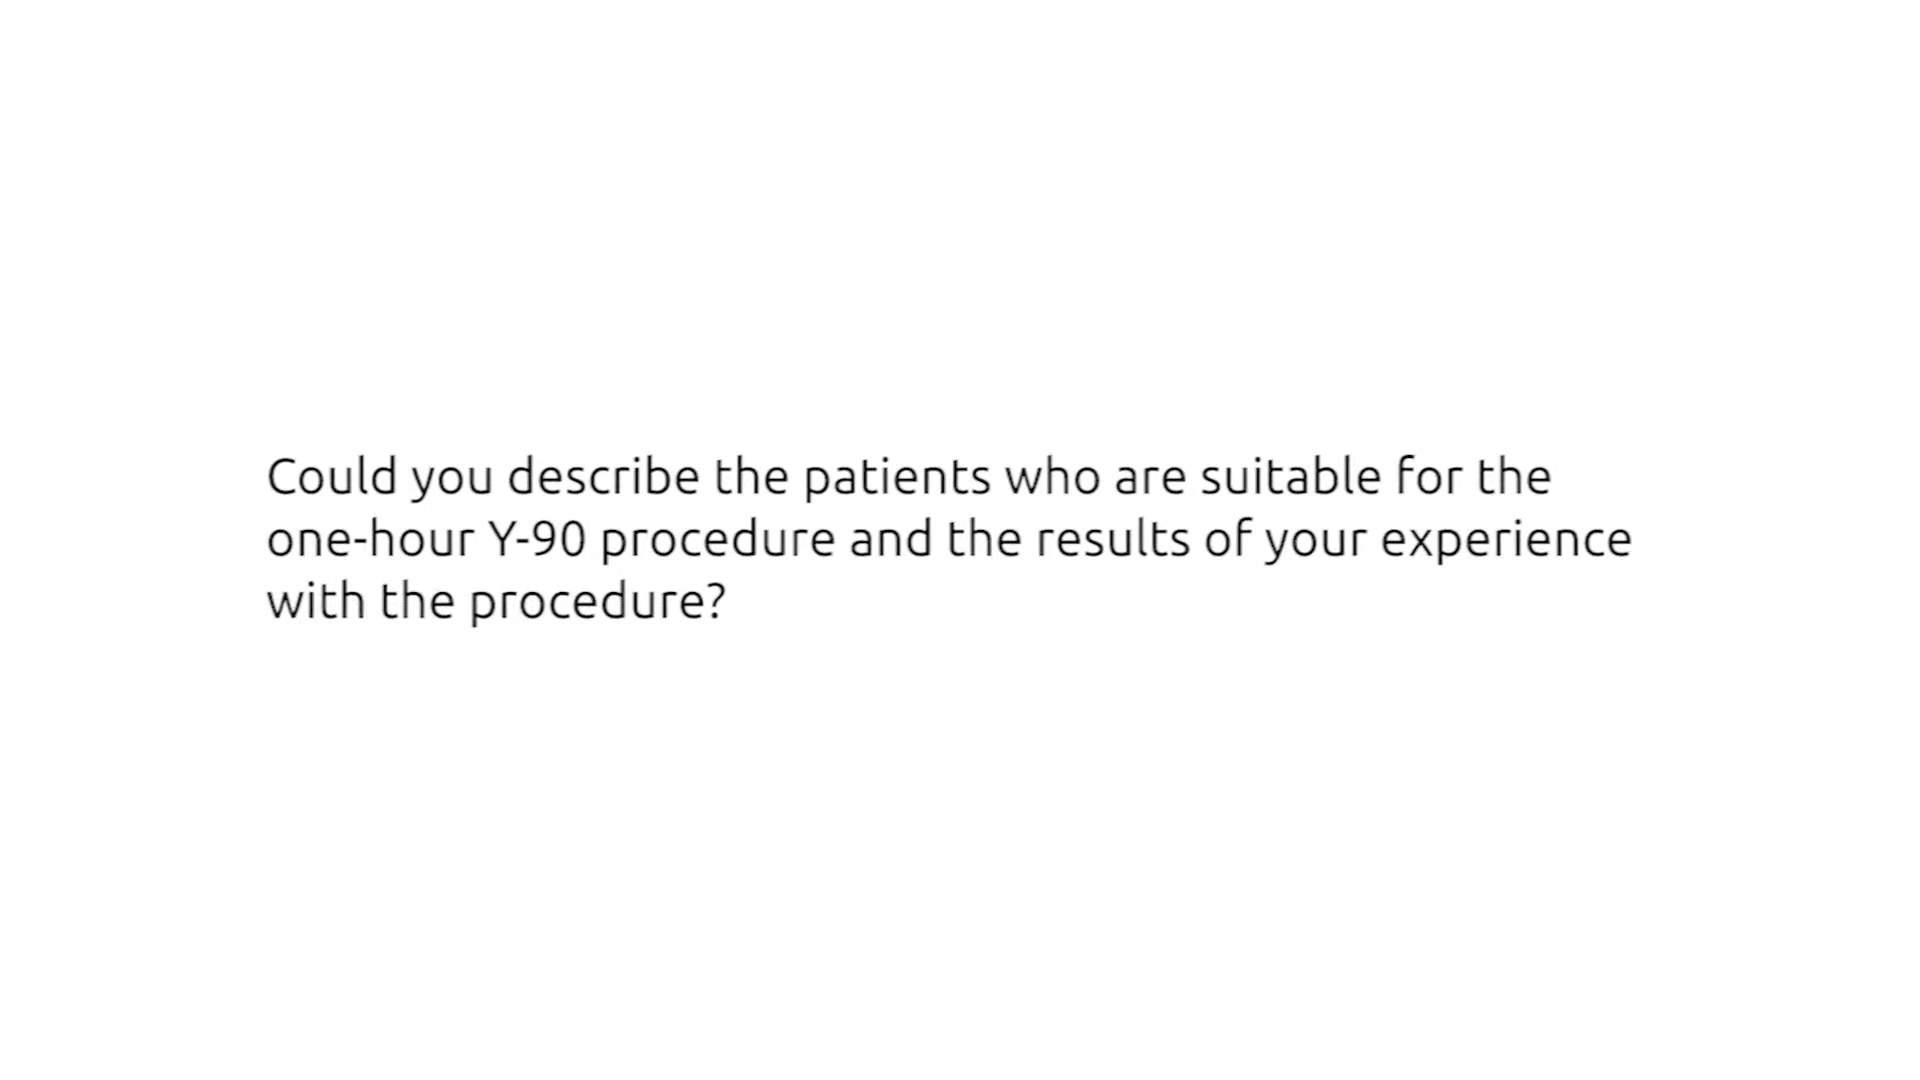 Could you describe the patients who are suitable for the
one-hour Y-90 procedure and the results of your experience
with the procedure?